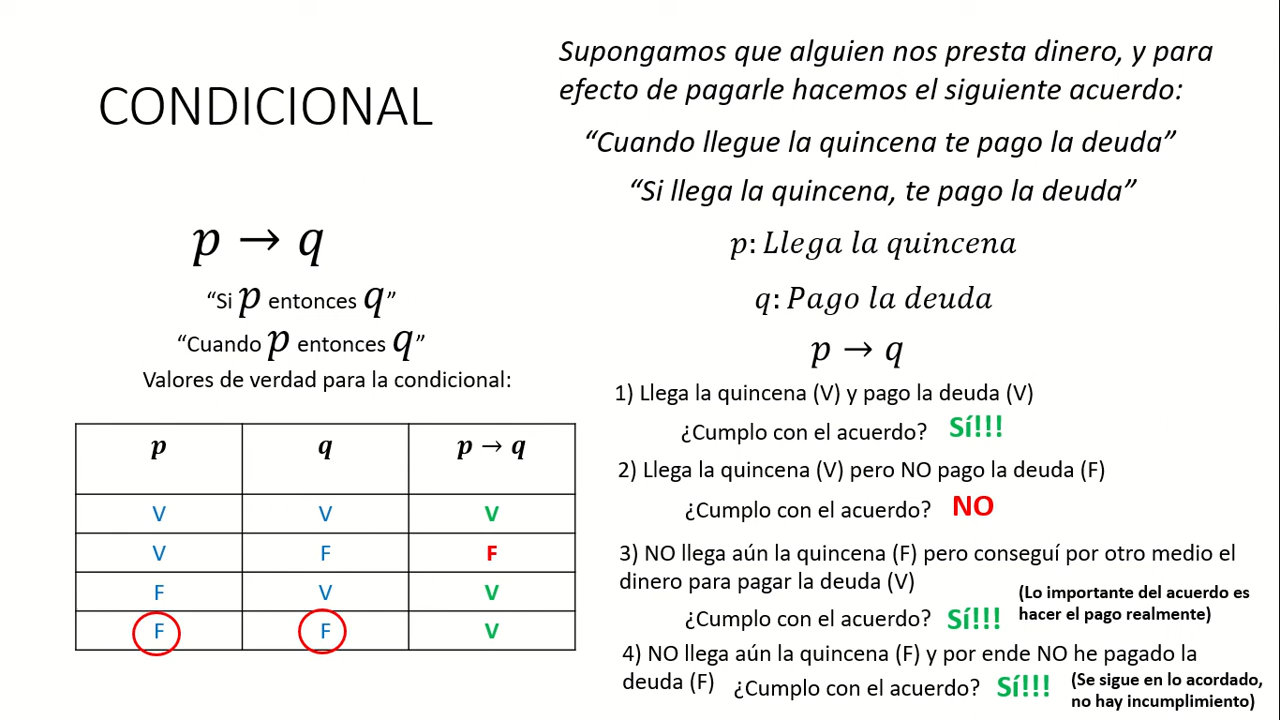 CONDICIONAL
p → q
“Si p entonces q”
“Cuando p entonces q”
Valores de verdad para la condicional:
p q p → q
V V V
V F F
F V V
F F V
Supongamos que alguien nos presta dinero, y para
efecto de pagarle hacemos el siguiente acuerdo:
“Cuando llegue la quincena te pago la deuda”
“Si llega la quincena, te pago la deuda”
p: Llega la quincena
q: Pago la deuda
p → q
1) Llega la quincena (V) y pago la deuda (V)
¿Cumplo con el acuerdo? Sí!!!
2) Llega la quincena (V) pero NO pago la deuda (F)
¿Cumplo con el acuerdo? NO
3) NO llega aún la quincena (F) pero conseguí por otro medio el
dinero para pagar la deuda (V)
¿Cumplo con el acuerdo? Sí!!!
(Lo importante del acuerdo es
hacer el pago realmente)
4) NO llega aún la quincena (F) y por ende NO he pagado la
deuda (F) ¿Cumplo con el acuerdo? Sí!!!
(Se sigue en lo acordado,
no hay incumplimiento)